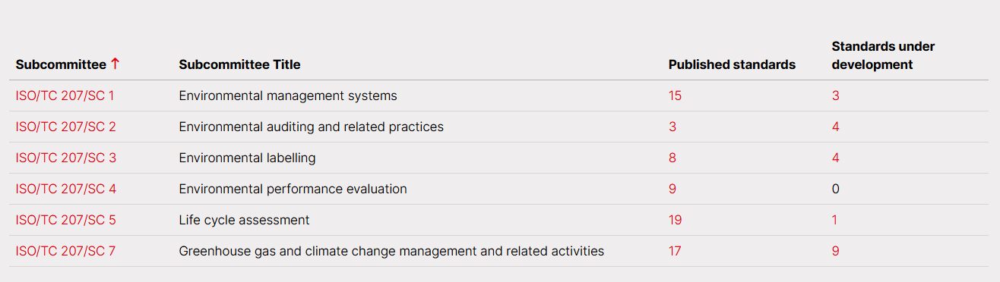 Subcommittee ↑ Subcommittee Title Published standards Standards under development
ISO/TC 207/SC 1 Environmental management systems 15 3
ISO/TC 207/SC 2 Environmental auditing and related practices 3 4
ISO/TC 207/SC 3 Environmental labelling 8 4
ISO/TC 207/SC 4 Environmental performance evaluation 9 0
ISO/TC 207/SC 5 Life cycle assessment 19 1
ISO/TC 207/SC 7 Greenhouse gas and climate change management and related activities 17 9